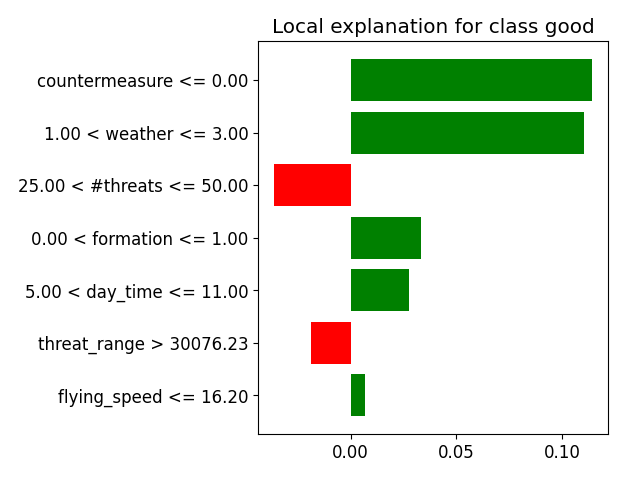 Local explanation for class good
countermeasure <= 0.00
1.00 < weather <= 3.00
25.00 < #threats <= 50.00
0.00 < formation <= 1.00
5.00 < day_time <= 11.00
threat_range > 30076.23
flying_speed <= 16.20
0.00 0.05 0.10